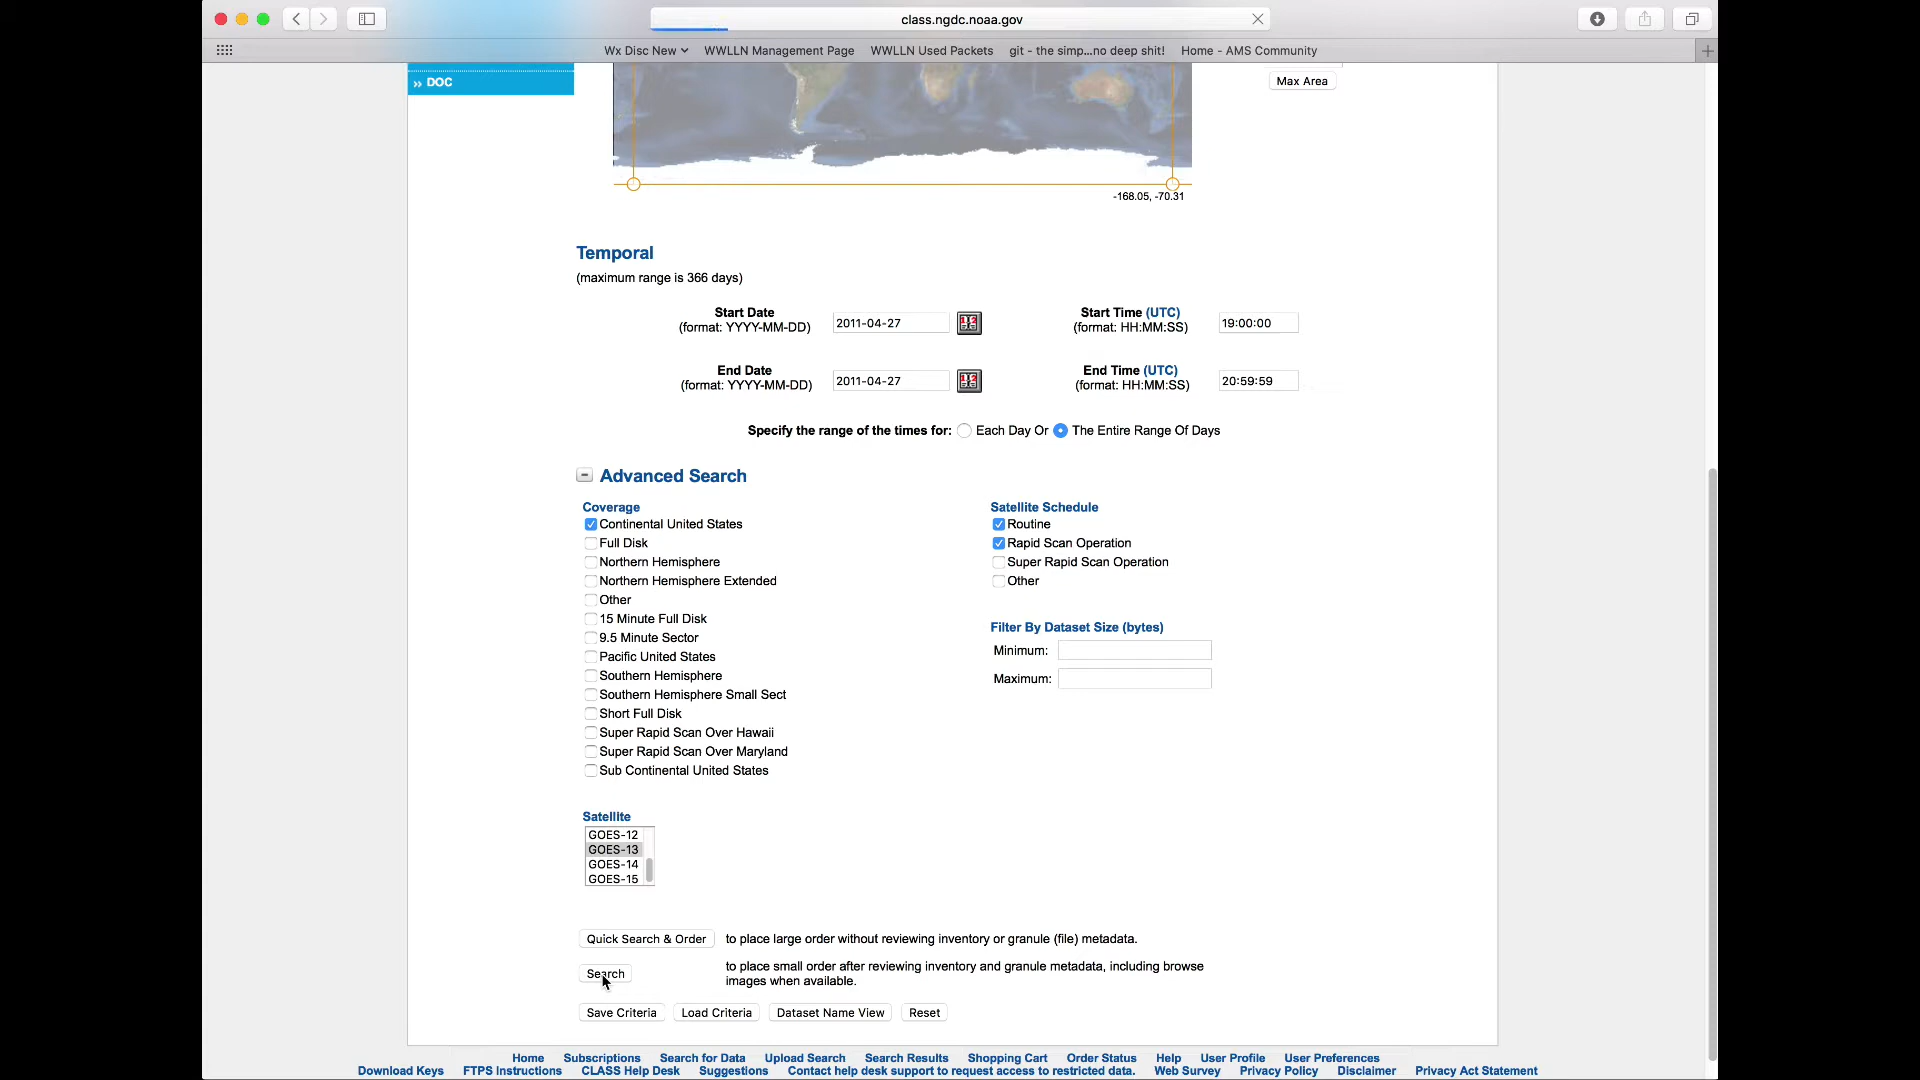 class.ngdc.noaa.gov
Wx Disc New
WWLLN Management Page
WWLLN Used Packets
git - the simp...no deep shit!
Home - AMS Community
» DOC
Max Area
-168.05, -70.31
Temporal
(maximum range is 366 days)
Start Date
(format: YYYY-MM-DD)
2011-04-27
Start Time (UTC)
(format: HH:MM:SS)
19:00:00
End Date
(format: YYYY-MM-DD)
2011-04-27
End Time (UTC)
(format: HH:MM:SS)
20:59:59
Specify the range of the times for: Each Day Or The Entire Range Of Days
Advanced Search
Coverage
Continental United States
Full Disk
Northern Hemisphere
Northern Hemisphere Extended
Other
15 Minute Full Disk
9.5 Minute Sector
Pacific United States
Southern Hemisphere
Southern Hemisphere Small Sect
Short Full Disk
Super Rapid Scan Over Hawaii
Super Rapid Scan Over Maryland
Sub Continental United States
Satellite Schedule
Routine
Rapid Scan Operation
Super Rapid Scan Operation
Other
Filter By Dataset Size (bytes)
Minimum:
Maximum:
Satellite
GOES-12
GOES-13
GOES-14
GOES-15
Quick Search & Order to place large order without reviewing inventory or granule (file) metadata.
Search to place small order after reviewing inventory and granule metadata, including browse
images when available.
Save Criteria Load Criteria Dataset Name View Reset
Home Subscriptions Search for Data Upload Search Search Results Shopping Cart Order Status Help User Profile User Preferences
Download Keys FTPS Instructions CLASS Help Desk Suggestions Contact help desk support to request access to restricted data. Web Survey Privacy Policy Disclaimer Privacy Act Statement